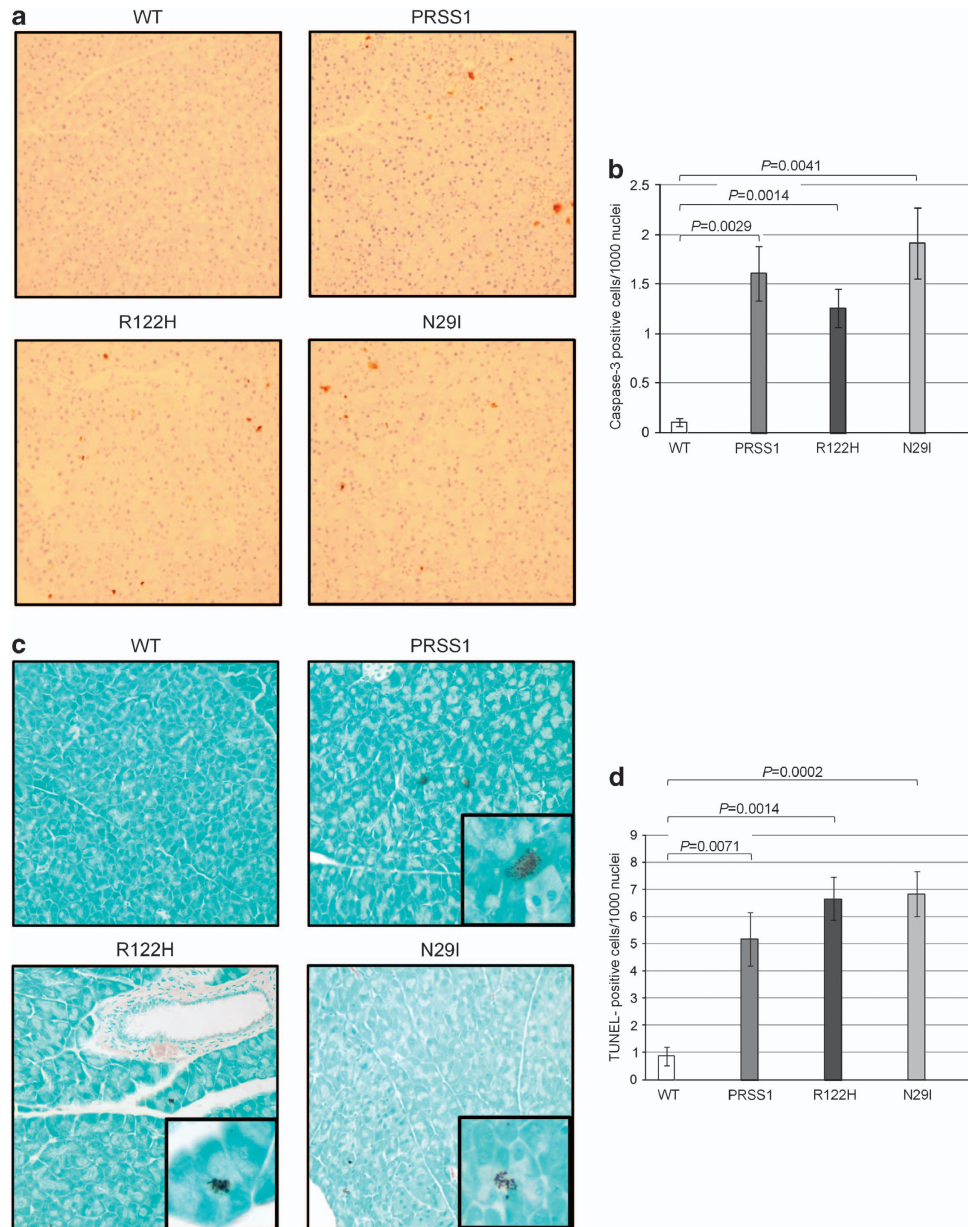 a
WT
PRSS1
R122H
N29I
b
P=0.0041
P=0.0014
P=0.0029
2.5
2
1.5
1
0.5
0
Caspase-3 positive cells/1000 nuclei
WT
PRSS1
R122H
N29I
c
WT
PRSS1
R122H
N29I
d
P=0.0002
P=0.0014
P=0.0071
9
8
7
6
5
4
3
2
1
0
TUNEL- positive cells/1000 nuclei
WT
PRSS1
R122H
N29I